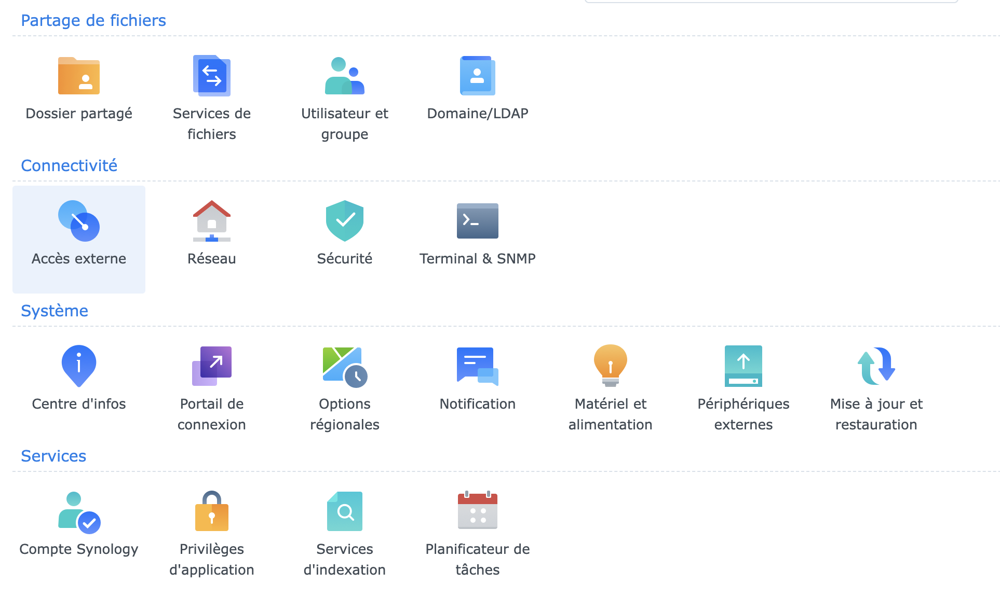 Partage de fichiers
Dossier partagé
Services de
fichiers
Utilisateur et
groupe
Domaine/LDAP
Connectivité
Accès externe
Réseau
Sécurité
Terminal & SNMP
Système
Centre d'infos
Portail de
connexion
Options
régionales
Notification
Matériel et
alimentation
Périphériques
externes
Mise à jour et
restauration
Services
Compte Synology
Privilèges
d'application
Services
d'indexation
Planificateur de
tâches